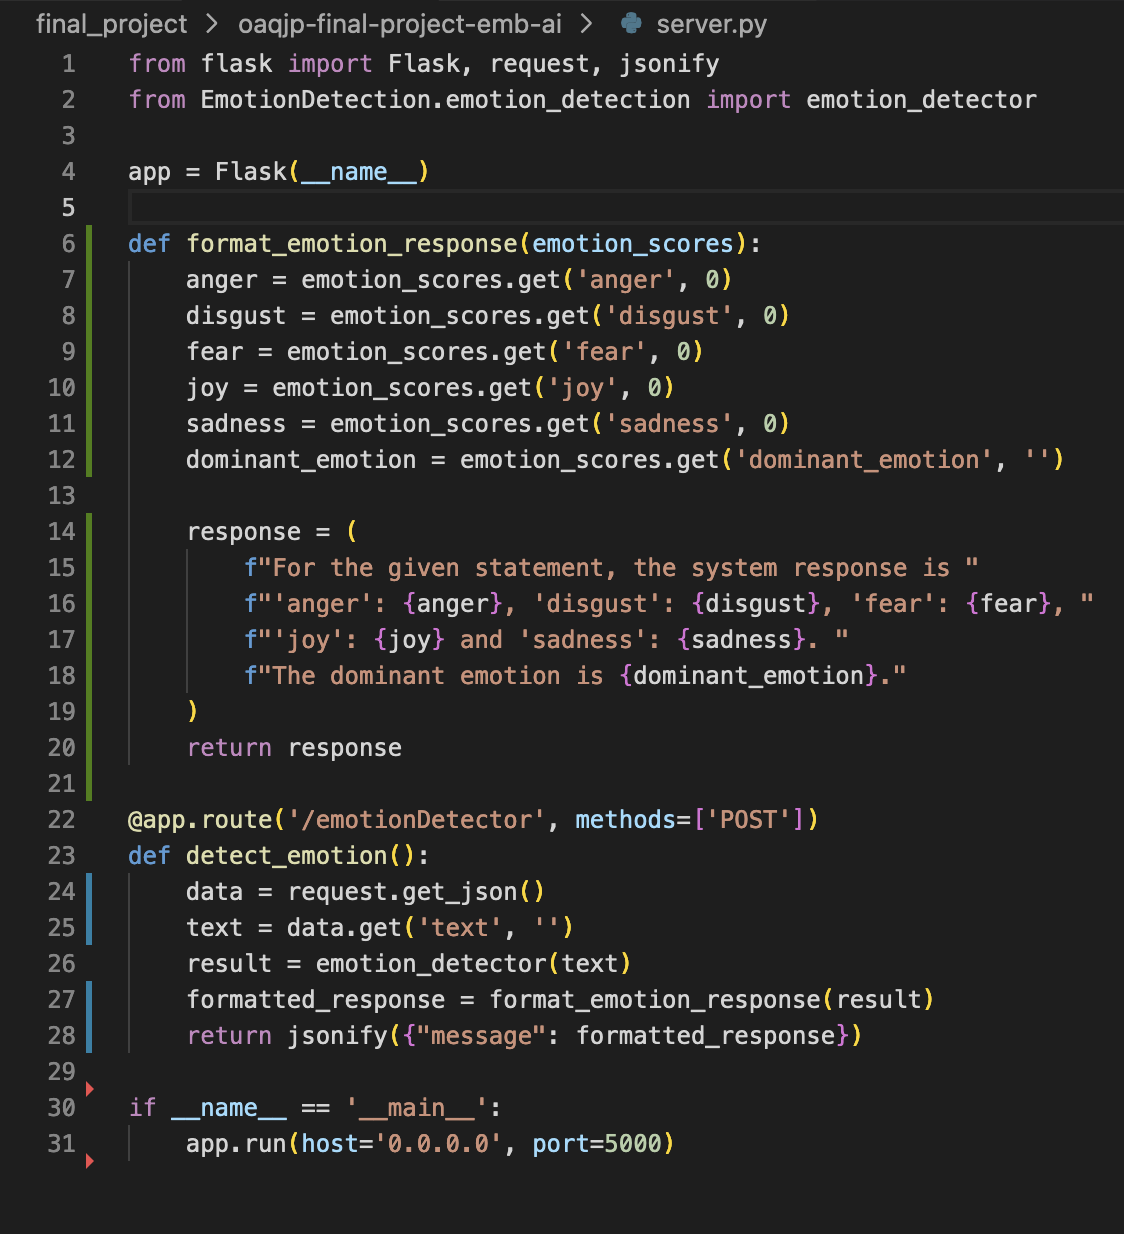 final_project > oaqjp-final-project-emb-ai > server.py
1 from flask import Flask, request, jsonify
2 from EmotionDetection.emotion_detection import emotion_detector
3
4 app = Flask(__name__)
5
6 def format_emotion_response(emotion_scores):
7     anger = emotion_scores.get('anger', 0)
8     disgust = emotion_scores.get('disgust', 0)
9     fear = emotion_scores.get('fear', 0)
10     joy = emotion_scores.get('joy', 0)
11     sadness = emotion_scores.get('sadness', 0)
12     dominant_emotion = emotion_scores.get('dominant_emotion', '')
13
14     response = (
15         f"For the given statement, the system response is "
16         f"'anger': {anger}, 'disgust': {disgust}, 'fear': {fear}, "
17         f"'joy': {joy} and 'sadness': {sadness}. "
18         f"The dominant emotion is {dominant_emotion}."
19     )
20     return response
21
22 @app.route('/emotionDetector', methods=['POST'])
23 def detect_emotion():
24     data = request.get_json()
25     text = data.get('text', '')
26     result = emotion_detector(text)
27     formatted_response = format_emotion_response(result)
28     return jsonify({"message": formatted_response})
29
30 if __name__ == '__main__':
31     app.run(host='0.0.0.0', port=5000)